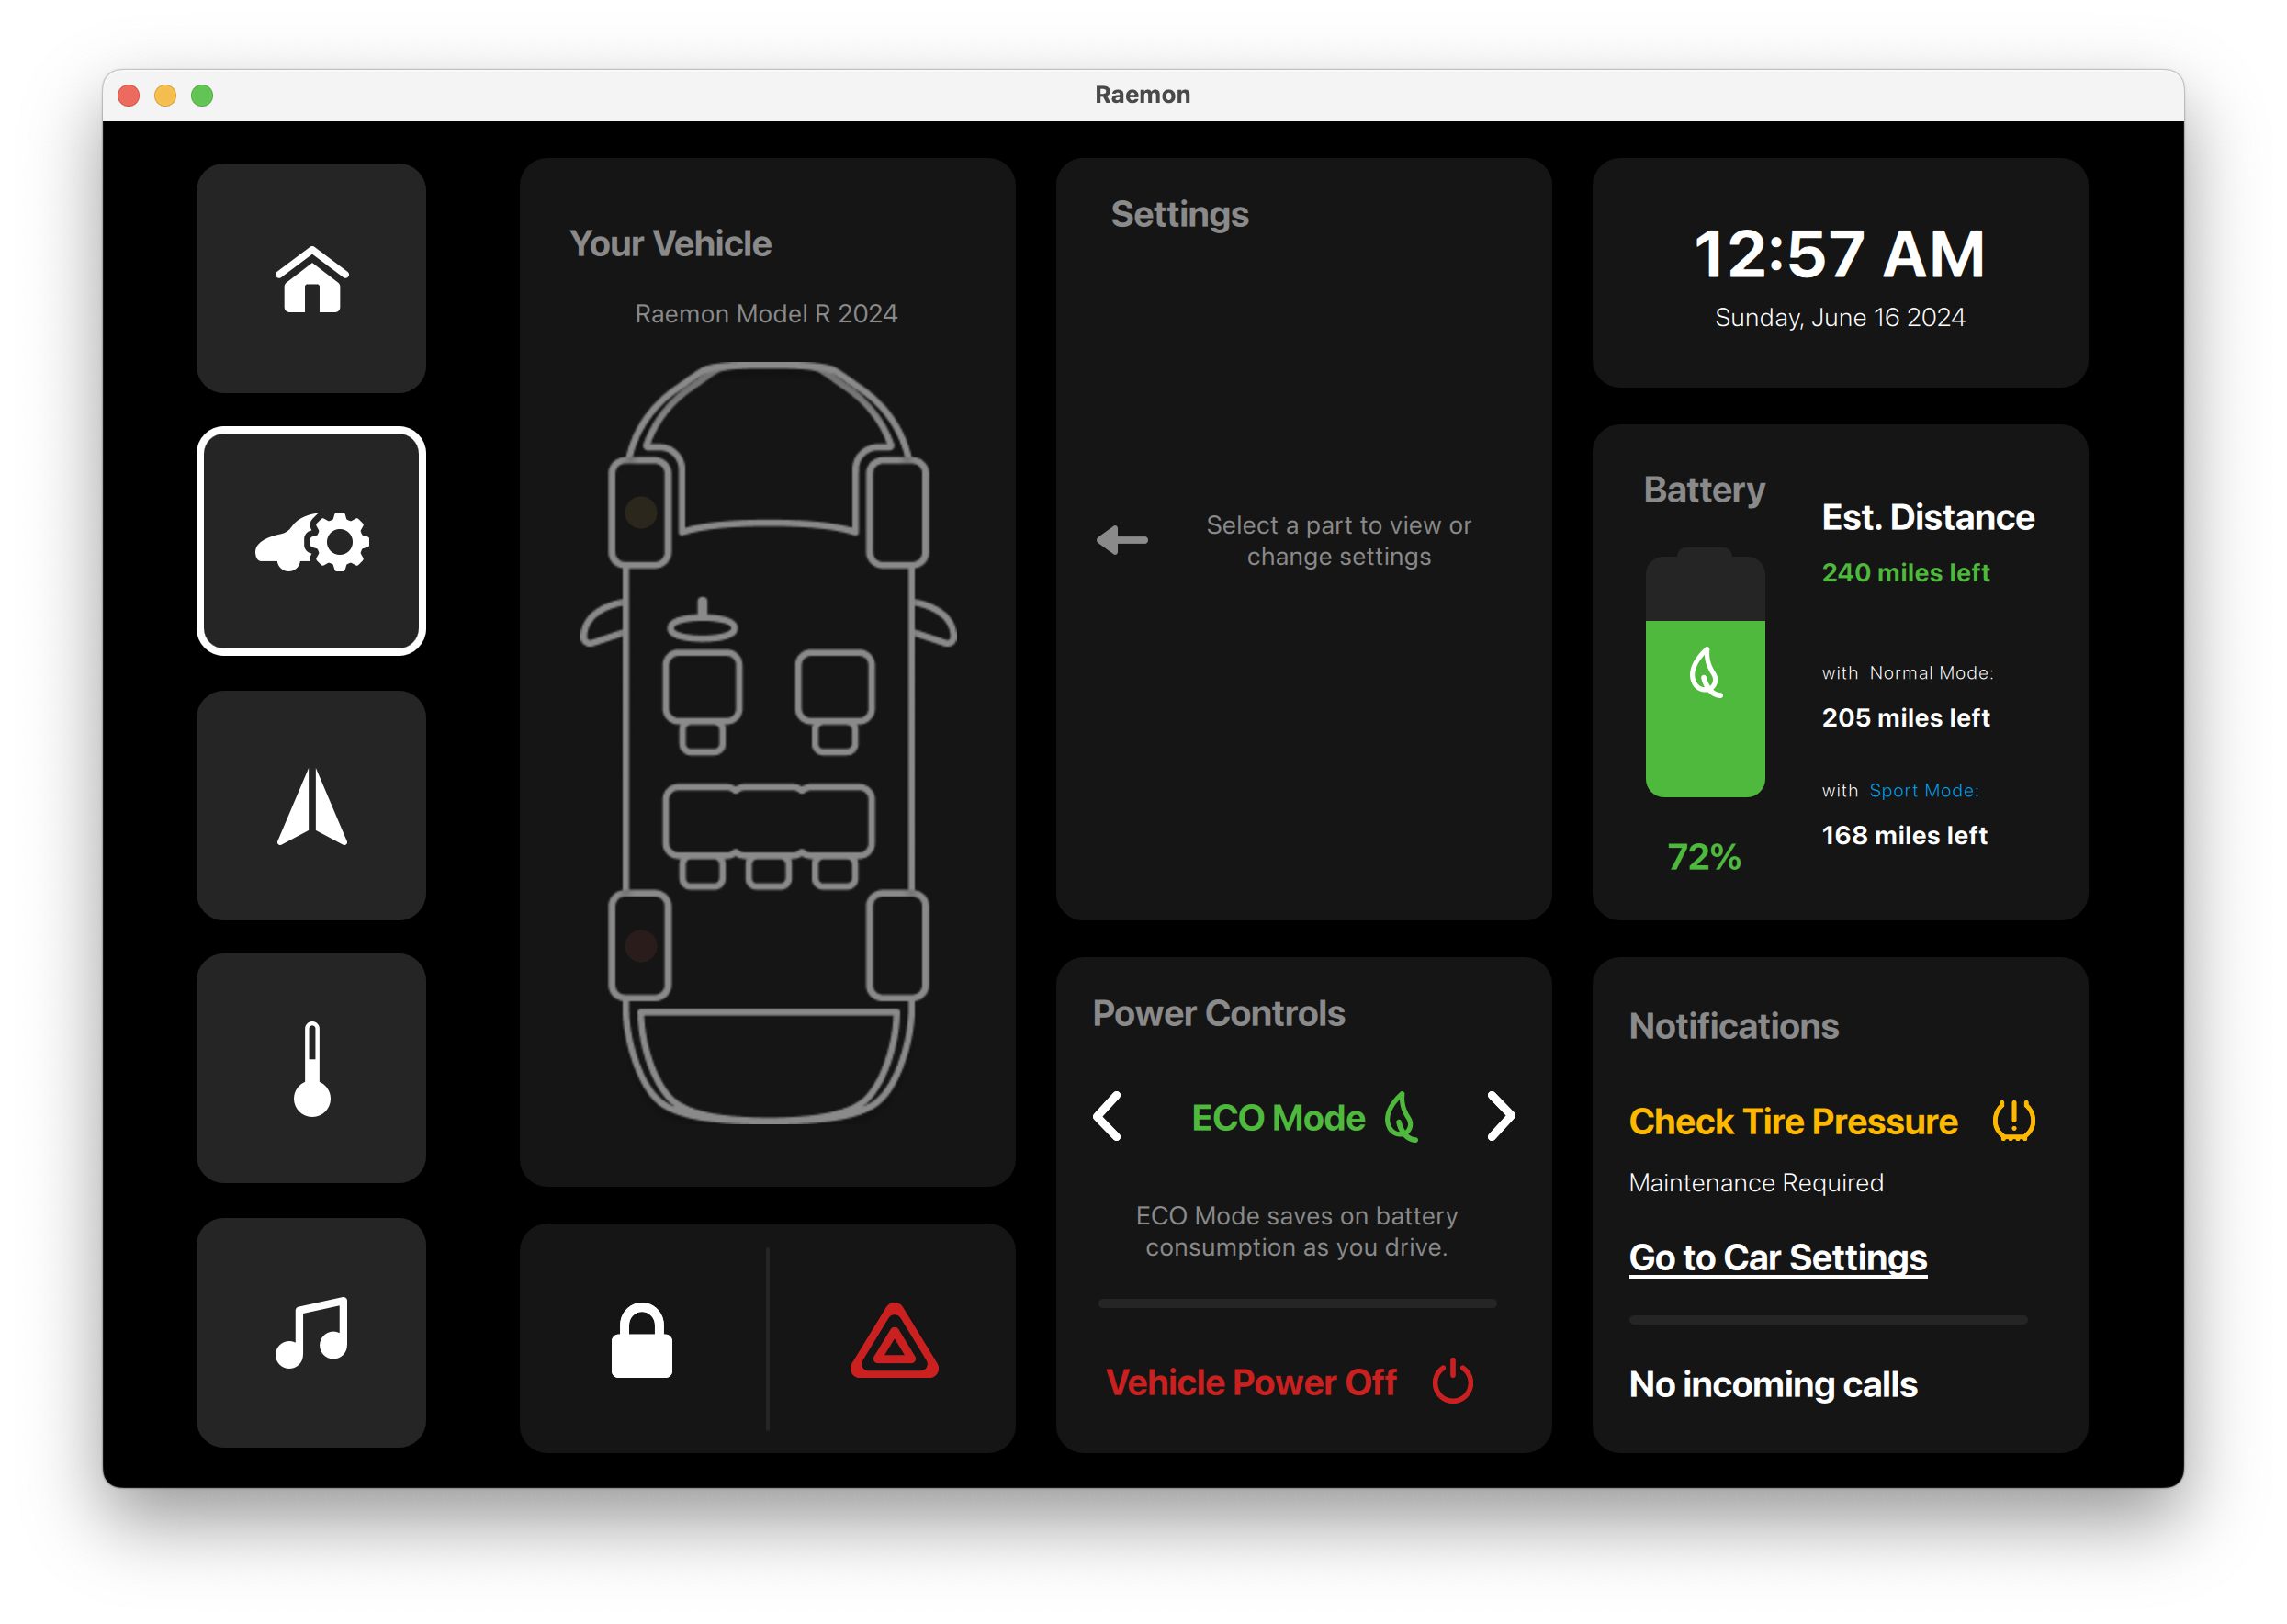 Raemon
Your Vehicle
Raemon Model R 2024
Settings
Select a part to view or
change settings
12:57 AM
Sunday, June 16 2024
Battery
72%
Est. Distance
240 miles left
with Normal Mode:
205 miles left
with Sport Mode:
168 miles left
Power Controls
ECO Mode
ECO Mode saves on battery
consumption as you drive.
Vehicle Power Off
Notifications
Check Tire Pressure
Maintenance Required
Go to Car Settings
No incoming calls